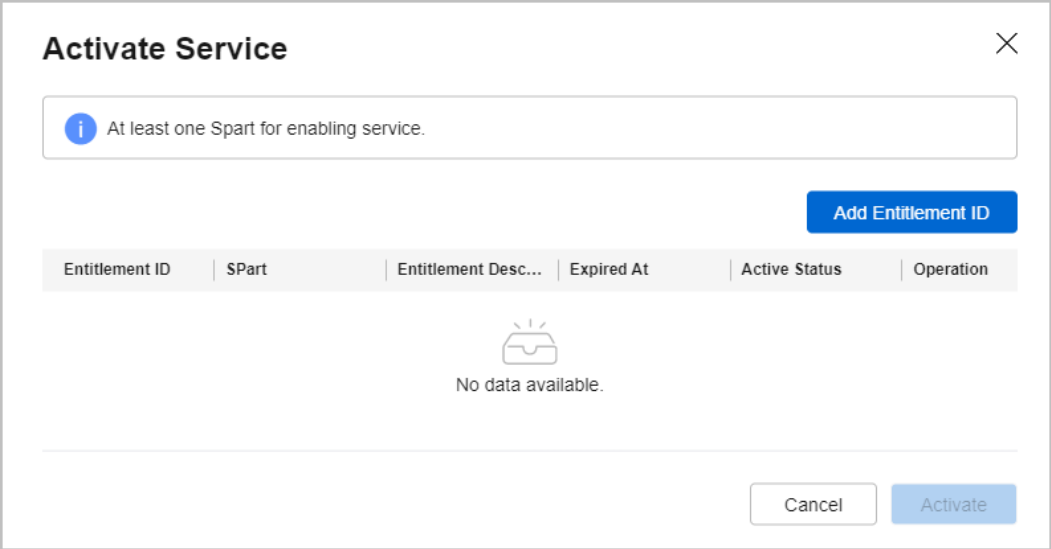 Activate Service
At least one Spart for enabling service.
Add Entitlement ID
Entitlement ID SPart Entitlement Desc... Expired At Active Status Operation
No data available.
Cancel Activate